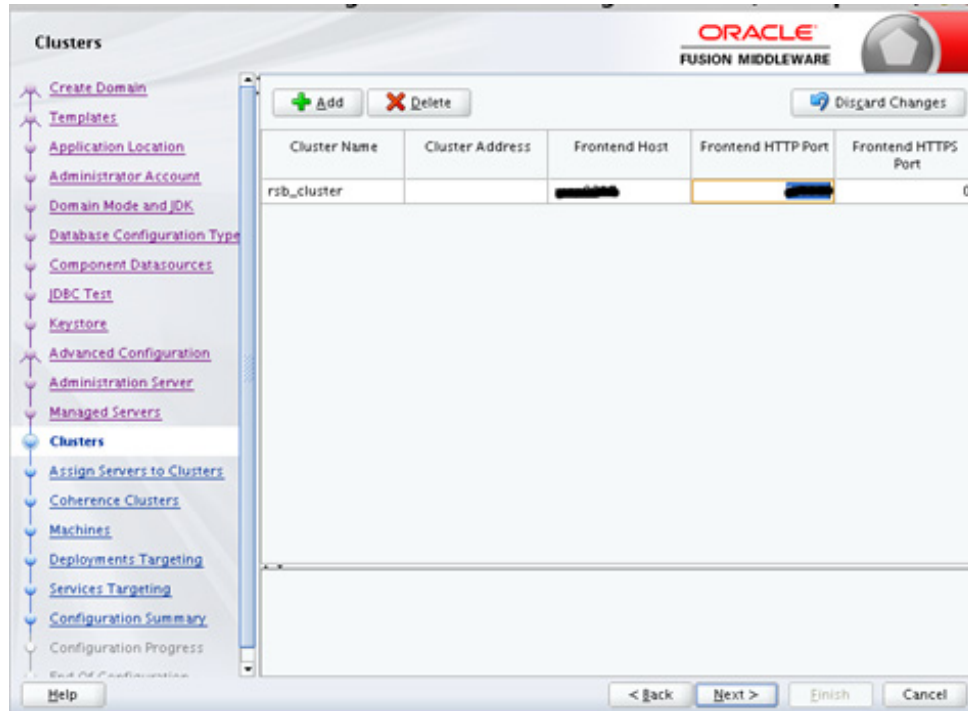 Clusters
ORACLE
FUSION MIDDLEWARE
Create Domain
Templates
Application Location
Administrator Account
Domain Mode and JDK
Database Configuration Type
Component Datasources
JDBC Test
Keystore
Advanced Configuration
Administration Server
Managed Servers
Clusters
Assign Servers to Clusters
Coherence Clusters
Machines
Deployments Targeting
Services Targeting
Configuration Summary
Configuration Progress
End Of Configuration
Add Delete Discard Changes
Cluster Name Cluster Address Frontend Host Frontend HTTP Port Frontend HTTPS
Port
rsb_cluster 0
Help < Back Next > Finish Cancel